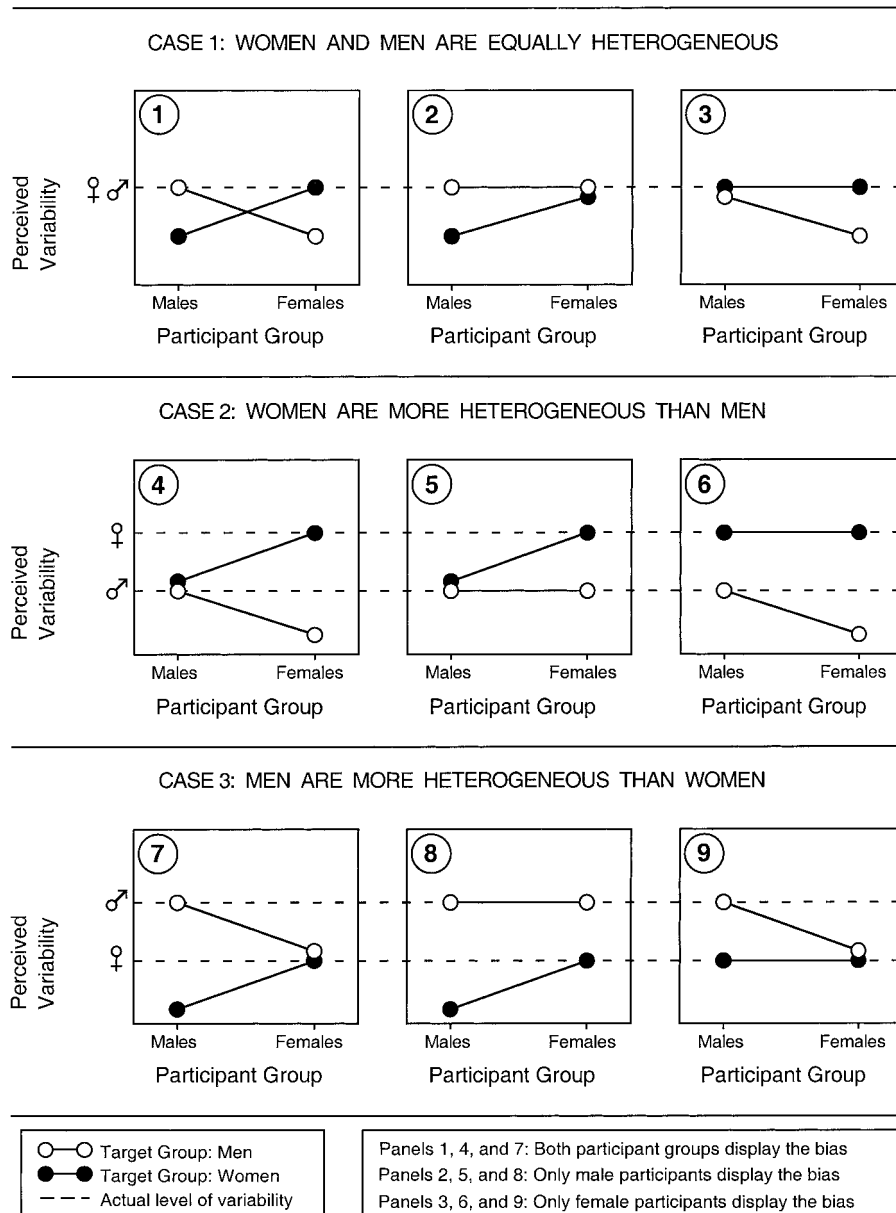 CASE 1: WOMEN AND MEN ARE EQUALLY HETEROGENEOUS
1
2
3
Perceived
Variability
♀ ♂
Males Females
Males Females
Males Females
Participant Group
Participant Group
Participant Group
CASE 2: WOMEN ARE MORE HETEROGENEOUS THAN MEN
4
5
6
♀
♂
Perceived
Variability
Males Females
Males Females
Males Females
Participant Group
Participant Group
Participant Group
CASE 3: MEN ARE MORE HETEROGENEOUS THAN WOMEN
7
8
9
♂
♀
Perceived
Variability
Males Females
Males Females
Males Females
Participant Group
Participant Group
Participant Group
Target Group: Men
Target Group: Women
Actual level of variability
Panels 1, 4, and 7: Both participant groups display the bias
Panels 2, 5, and 8: Only male participants display the bias
Panels 3, 6, and 9: Only female participants display the bias